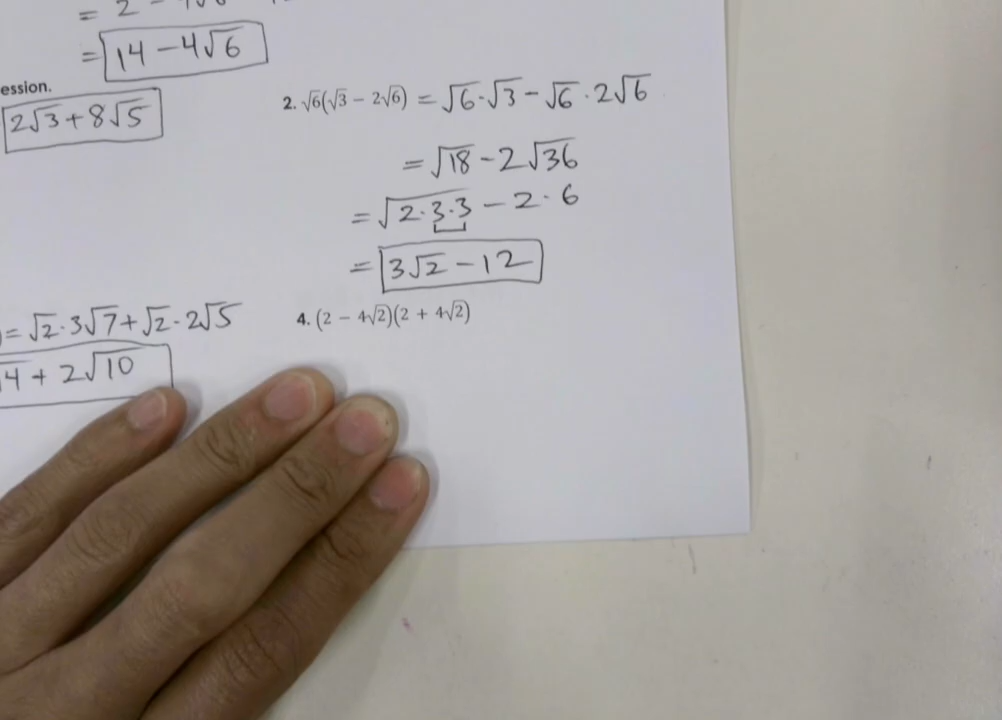 = 14 - 4√6
ession.
2√3 + 8√5
2. √6(√3 - 2√6) = √6·√3 - √6·2√6
= √18 - 2√36
= √2·3·3 - 2·6
= 3√2 - 12
) = √2·3√7 + √2·2√5
√4 + 2√10
4. (2 - 4√2)(2 + 4√2)